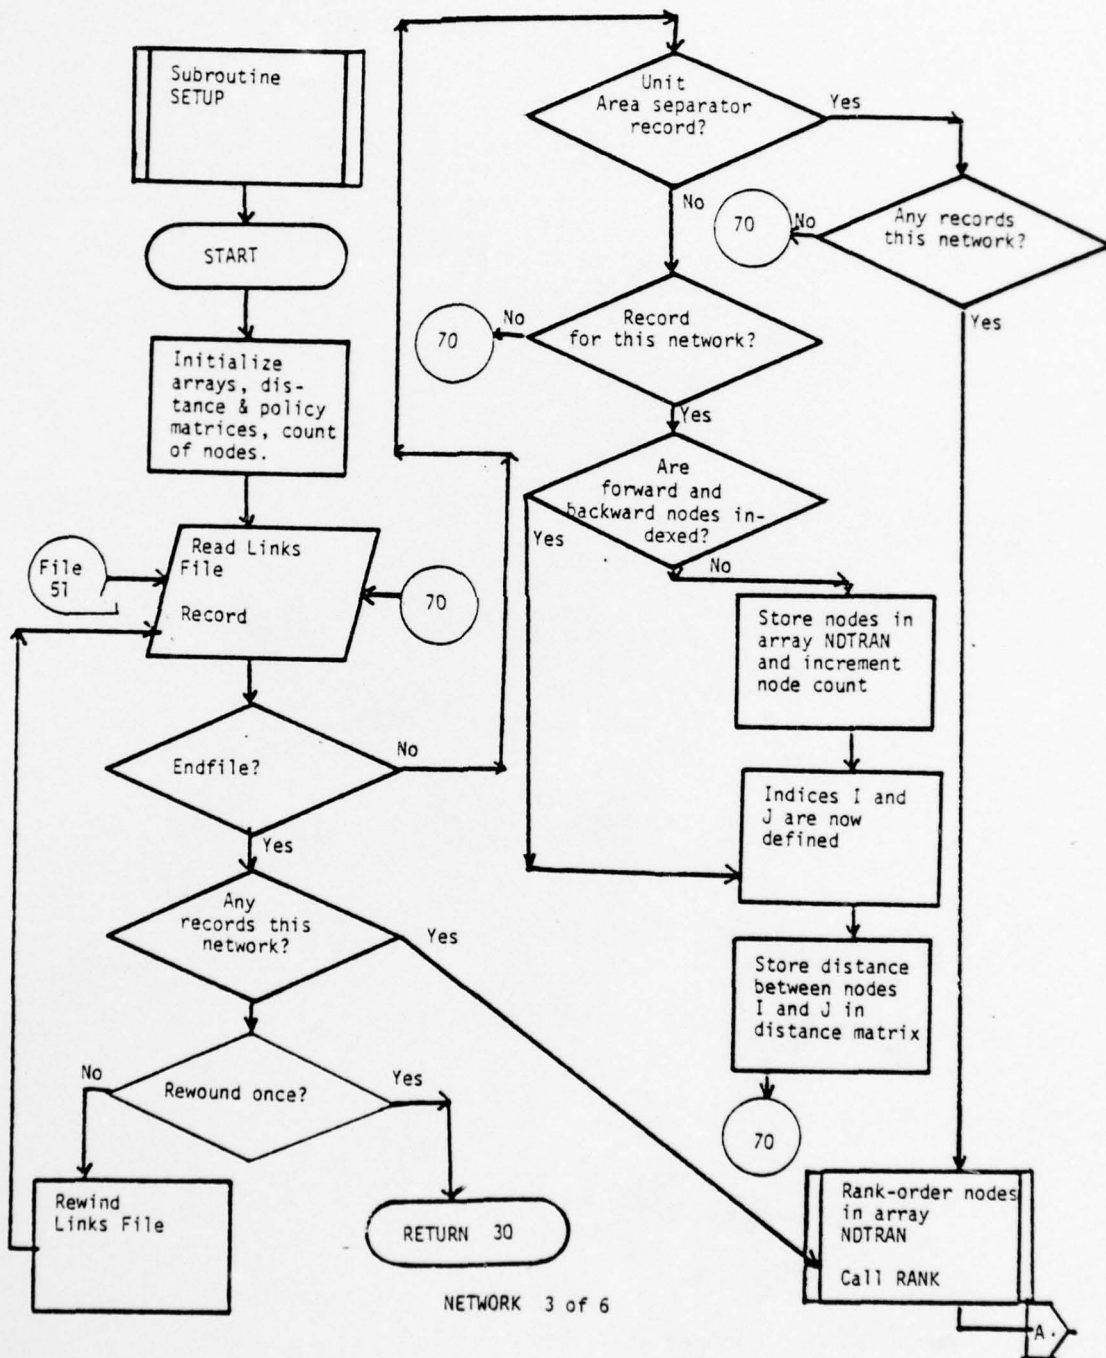 Subroutine
SETUP
START
Initialize
arrays, dis-
tance & policy
matrices, count
of nodes.
File
51
Read Links
File
Record
70
Endfile?
No
Yes
Any
records this
network?
Yes
Rewound once?
No
Yes
Rewind
Links File
RETURN 30
Unit
Area separator
record?
Yes
No
Any records
this network?
No
70
Yes
Record
for this network?
No
70
Yes
Are
forward and
backward nodes in-
dexed?
Yes
No
Store nodes in
array NDTRAN
and increment
node count
Indices I and
J are now
defined
Store distance
between nodes
I and J in
distance matrix
70
Rank-order nodes
in array
NDTRAN
Call RANK
A.
NETWORK 3 of 6